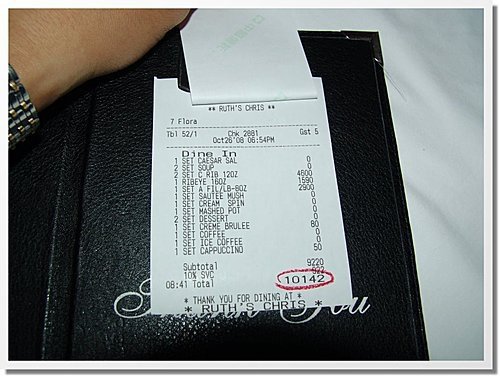 ** RUTH'S CHRIS **
7 Flora
Tbl 52/1 Chk 2881 Gst 5
Oct26'08 06:54PM
Dine In
1 SET CAESAR SAL 0
2 SET SOUP 0
2 SET C RIB 12OZ 4600
1 RIBEYE 16OZ 1590
1 SET A FIL/LB-8OZ 2900
1 SET SAUTEE MUSH 0
1 SET CREAM SPIN 0
1 SET MASHED POT 0
2 SET DESSERT 0
1 SET CREME BRULEE 80
1 SET COFFEE 0
1 SET ICE COFFEE 0
1 SET CAPPUCCINO 50
Subtotal 9220
10% SVC 922
08:41 Total 10142
* THANK YOU FOR DINING AT *
* RUTH'S CHRIS *
You